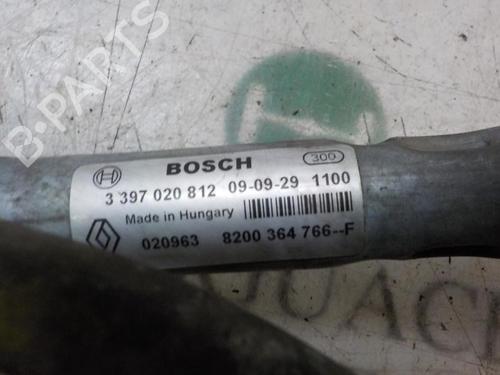 B-PARTS
BOSCH 300
3 397 020 812 09-09-29 1100
Made in Hungary
020963 8200 364 766--F